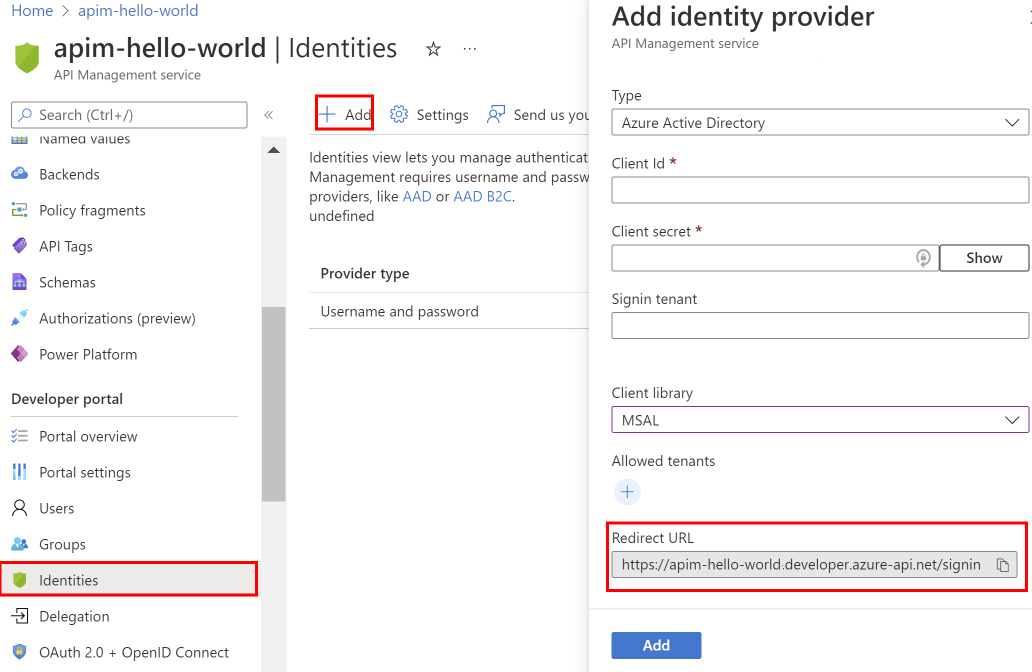 Home > apim-hello-world
apim-hello-world | Identities
API Management service
Search (Ctrl+/)
Named values
Backends
Policy fragments
API Tags
Schemas
Authorizations (preview)
Power Platform
Developer portal
Portal overview
Portal settings
Users
Groups
Identities
Delegation
OAuth 2.0 + OpenID Connect
Add Settings Send us you
Identities view lets you manage authenticat
Management requires username and passw
providers, like AAD or AAD B2C.
undefined
Provider type
Username and password
Add identity provider
API Management service
Type
Azure Active Directory
Client Id *
Client secret *
Show
Signin tenant
Client library
MSAL
Allowed tenants
Redirect URL
https://apim-hello-world.developer.azure-api.net/signin
Add